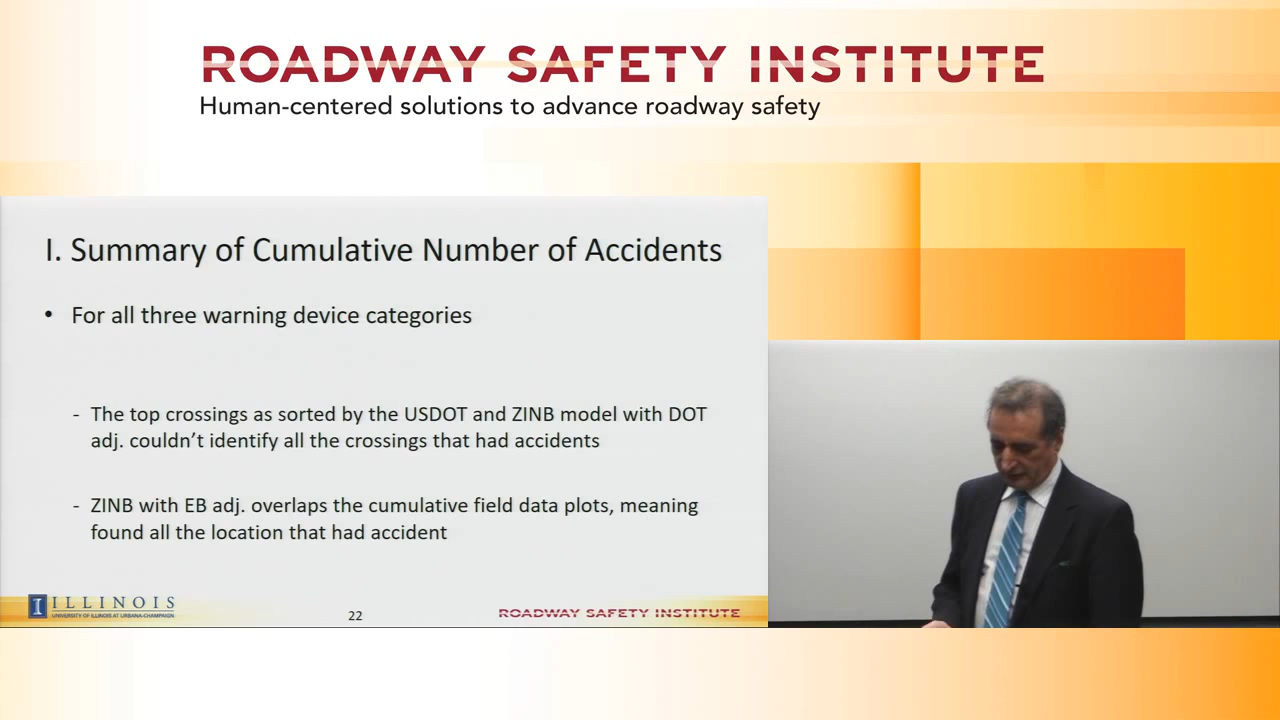 ROADWAY SAFETY INSTITUTE
Human-centered solutions to advance roadway safety
I. Summary of Cumulative Number of Accidents
• For all three warning device categories
- The top crossings as sorted by the USDOT and ZINB model with DOT
adj. couldn't identify all the crossings that had accidents
- ZINB with EB adj. overlaps the cumulative field data plots, meaning
found all the location that had accident
I ILLINOIS
UNIVERSITY OF ILLINOIS AT URBANA-CHAMPAIGN
22
ROADWAY SAFETY INSTITUTE